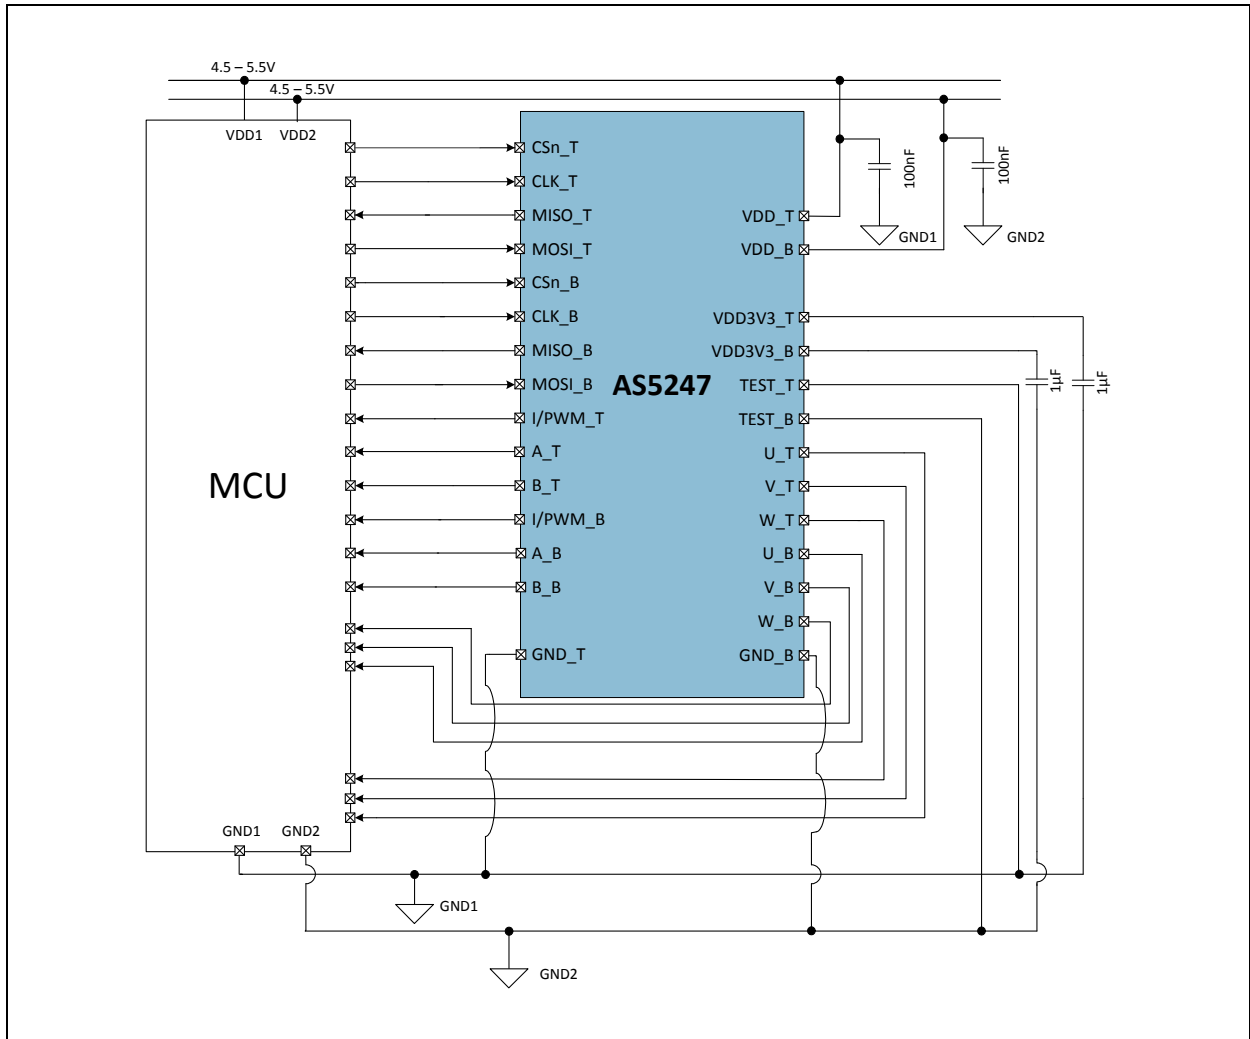 4.5 – 5.5V
4.5 – 5.5V
VDD1
VDD2
MCU
GND1
GND2
CSn_T
CLK_T
MISO_T
MOSI_T
CSn_B
CLK_B
MISO_B
MOSI_B
I/PWM_T
A_T
B_T
I/PWM_B
A_B
B_B
GND_T
AS5247
VDD_T
VDD_B
VDD3V3_T
VDD3V3_B
TEST_T
TEST_B
U_T
V_T
W_T
U_B
V_B
W_B
GND_B
100nF
100nF
GND1
GND2
1µF
1µF
GND1
GND2